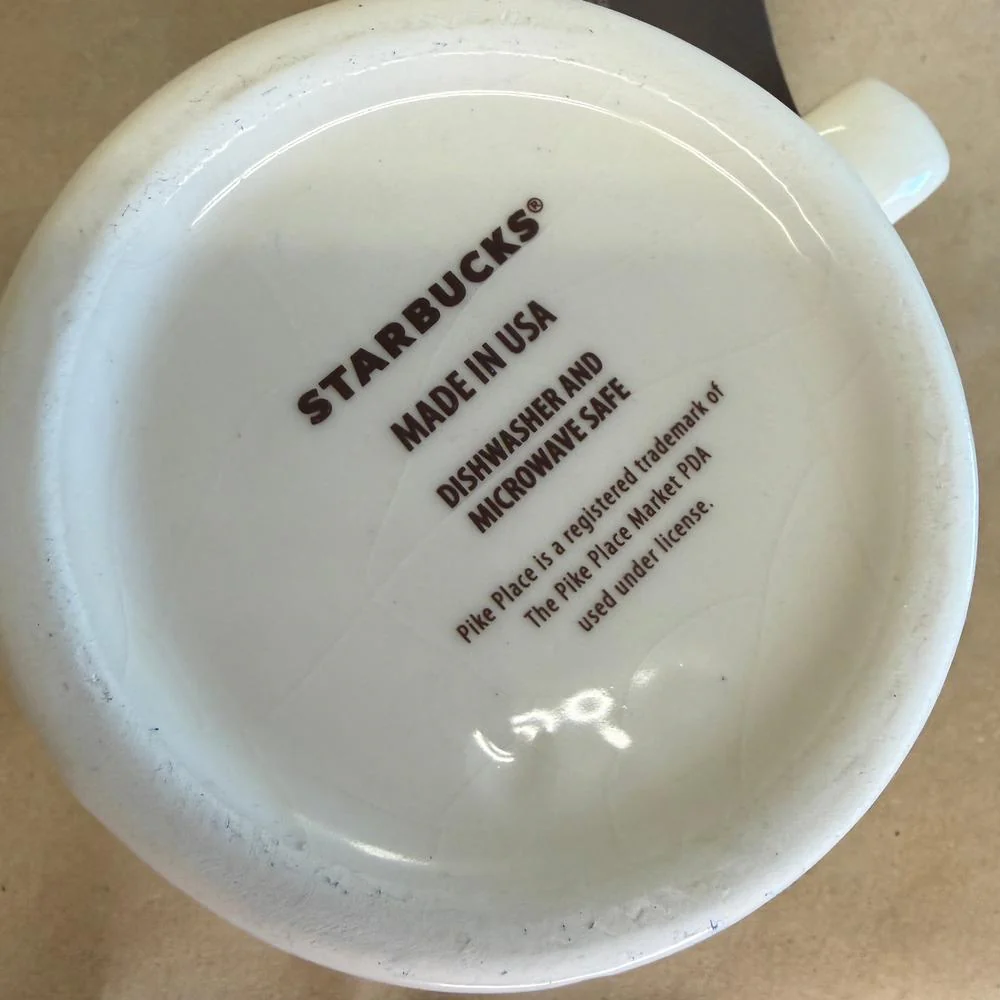 STARBUCKS®
MADE IN USA
DISHWASHER AND
MICROWAVE SAFE
Pike Place is a registered trademark of
The Pike Place Market PDA
used under license.